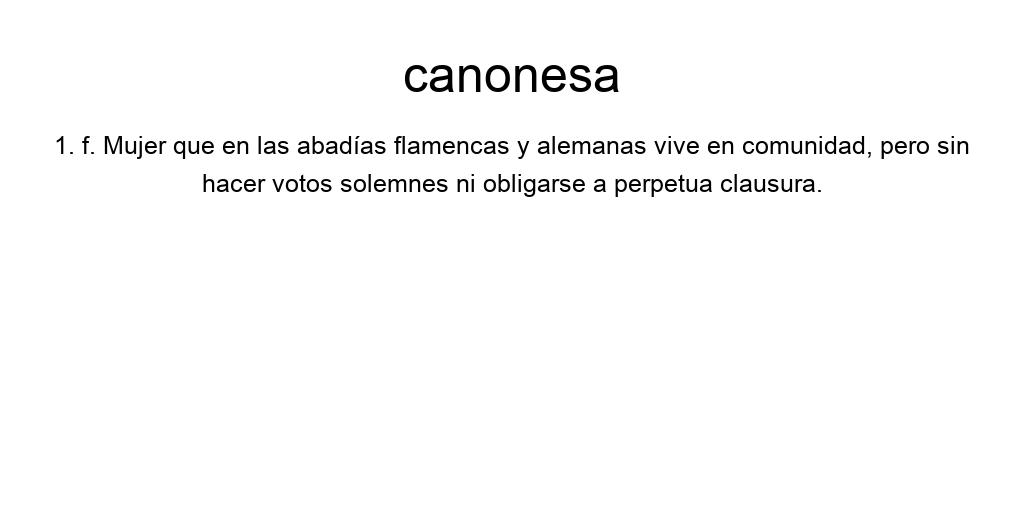 canonesa
1. f. Mujer que en las abadías flamencas y alemanas vive en comunidad, pero sin
hacer votos solemnes ni obligarse a perpetua clausura.